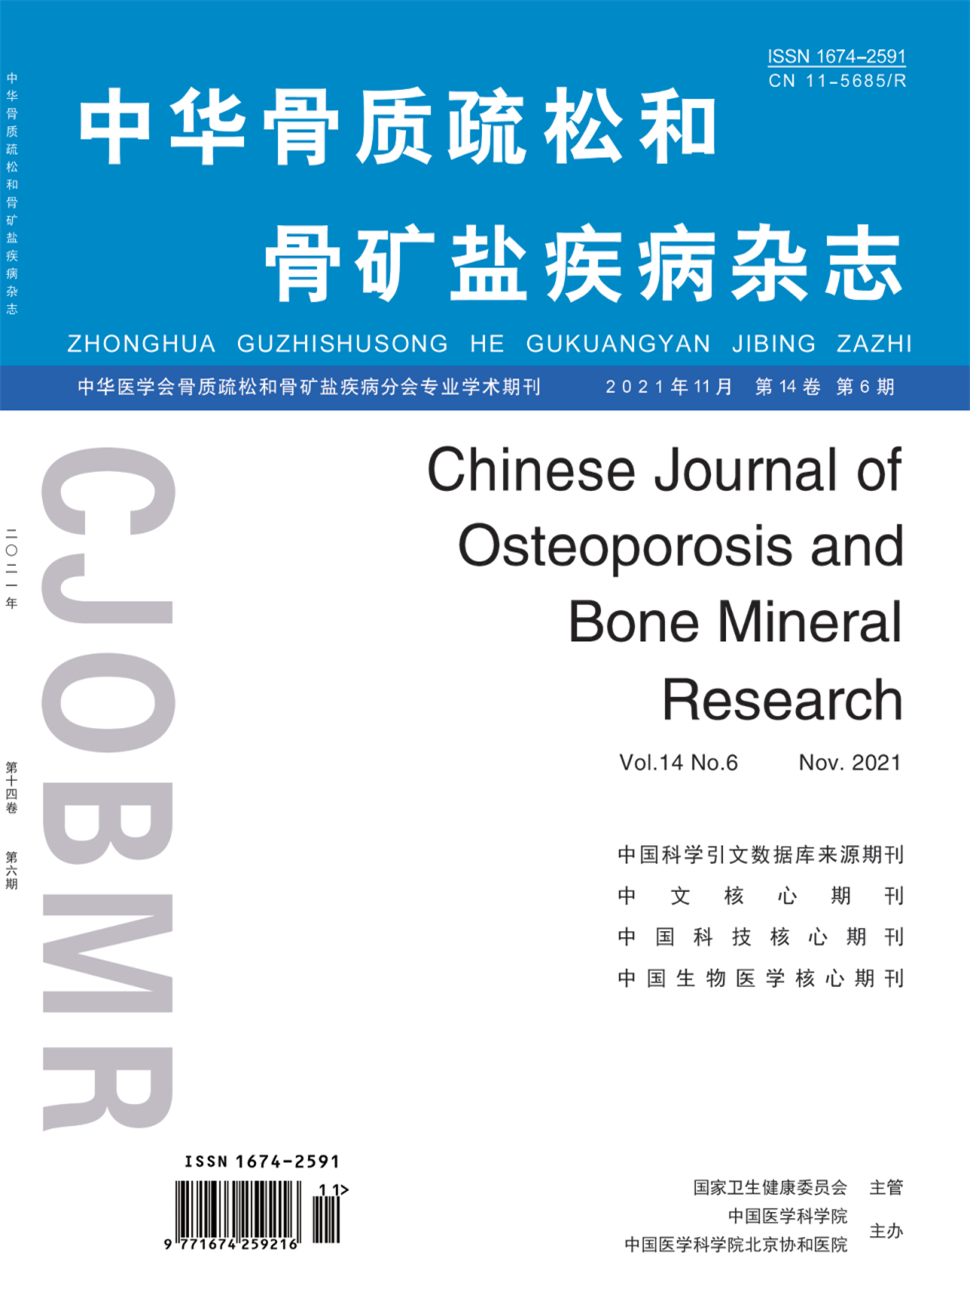 ISSN 1674-2591
CN 11-5685/R
中华骨质疏松和
骨矿盐疾病杂志
ZHONGHUA GUZHISHUSONG HE GUKUANGYAN JIBING ZAZHI
中华医学会骨质疏松和骨矿盐疾病分会专业学术期刊 2021年11月 第14卷 第6期
中华骨质疏松和骨矿盐疾病杂志
二〇二一年
第十四卷
第六期
CJOBMR
Chinese Journal of
Osteoporosis and
Bone Mineral
Research
Vol.14 No.6 Nov. 2021
中国科学引文数据库来源期刊
中文核心期刊
中国科技核心期刊
中国生物医学核心期刊
ISSN 1674-2591
11>
9 771674 259216
国家卫生健康委员会 主管
中国医学科学院
主办
中国医学科学院北京协和医院